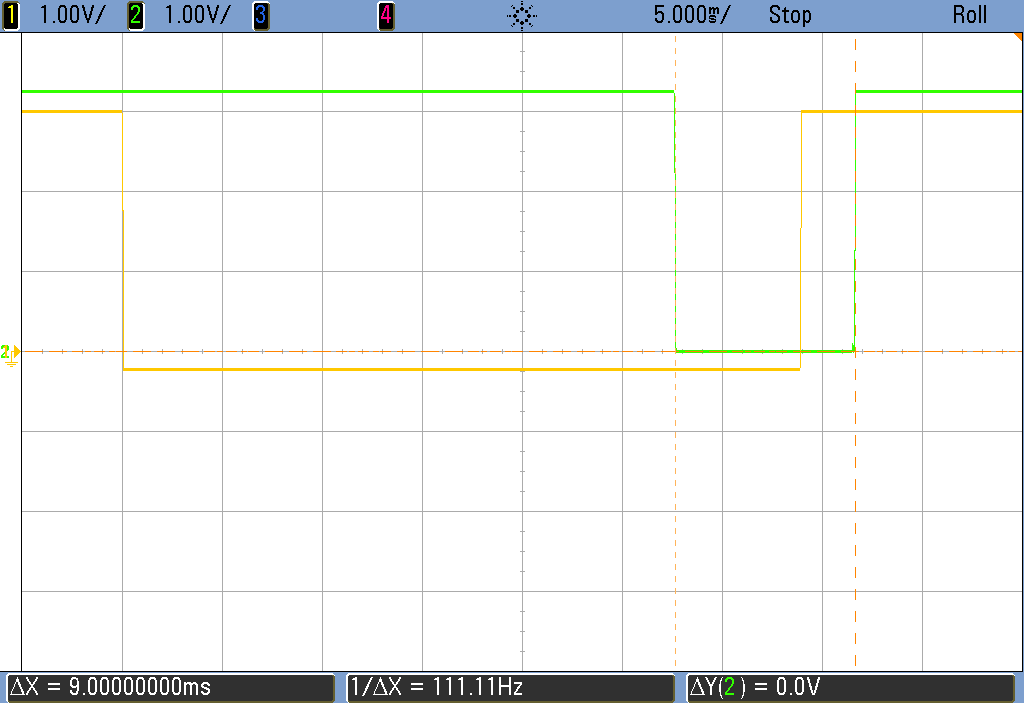 1 1.00V/ 2 1.00V/ 3 4 5.000ms/ Stop Roll
2
ΔX = 9.00000000ms 1/ΔX = 111.11Hz ΔY(2) = 0.0V